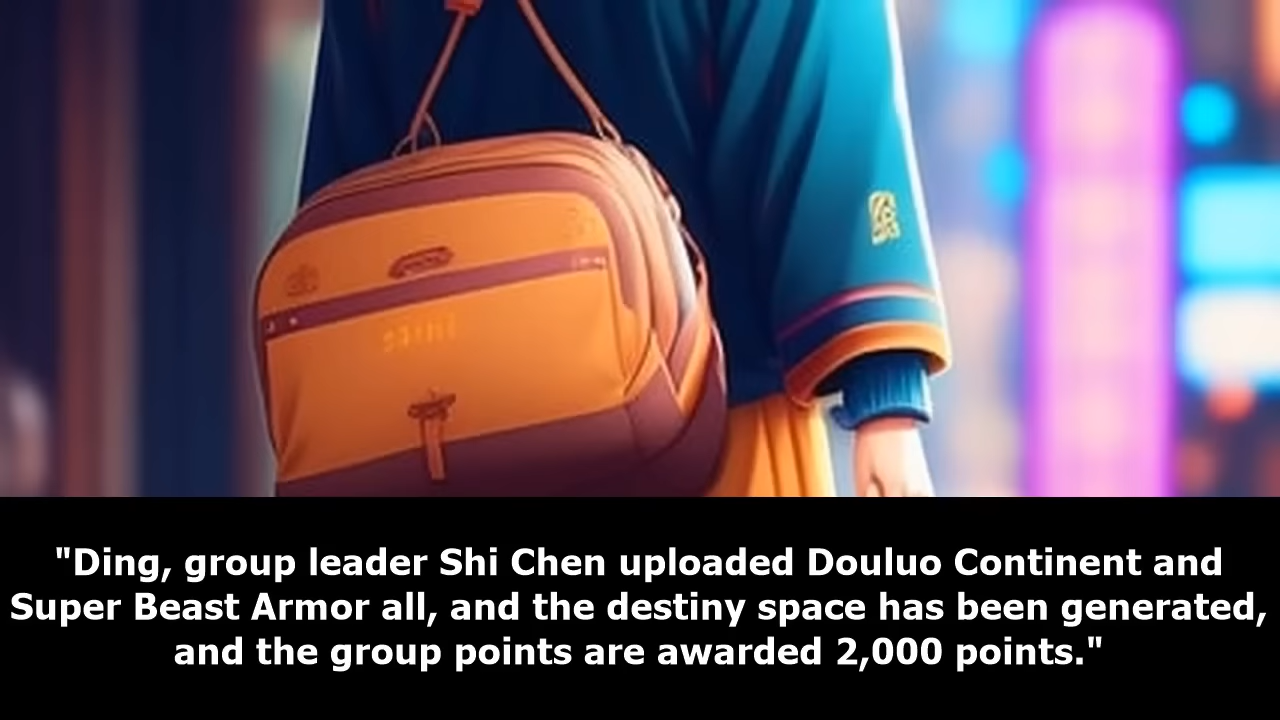 "Ding, group leader Shi Chen uploaded Douluo Continent and
Super Beast Armor all, and the destiny space has been generated,
and the group points are awarded 2,000 points."